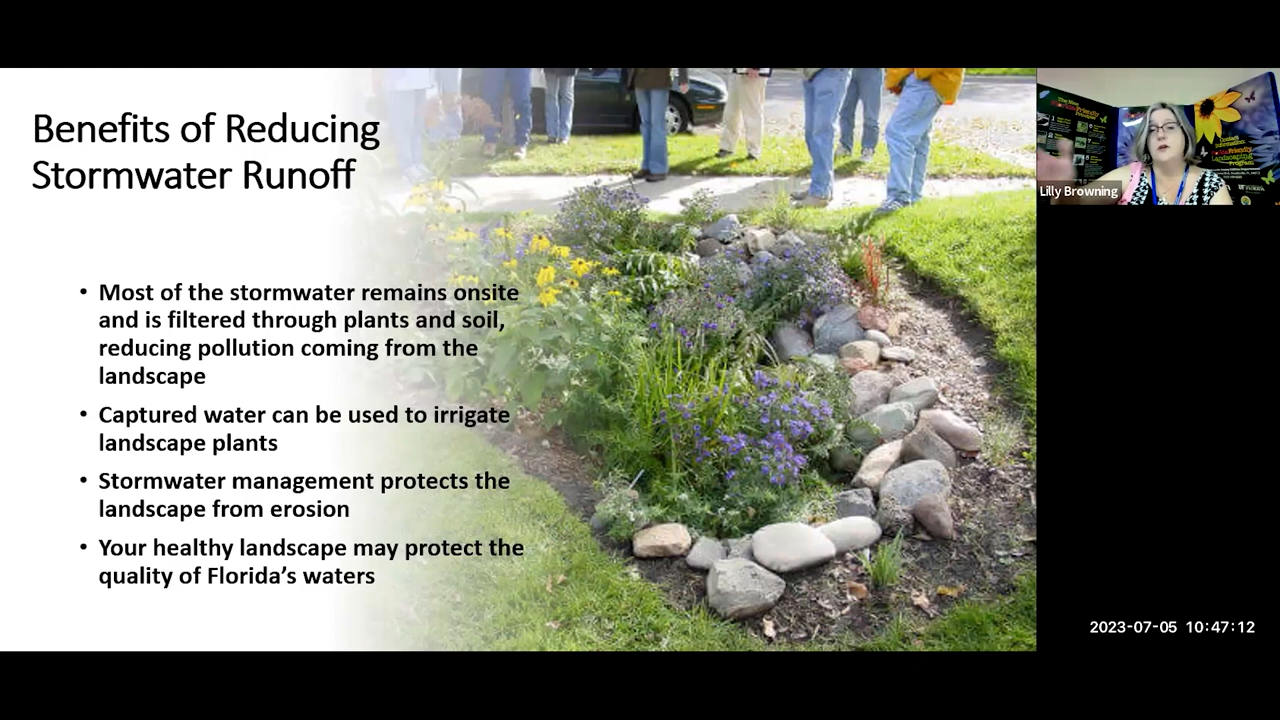 Benefits of Reducing
Stormwater Runoff
• Most of the stormwater remains onsite
and is filtered through plants and soil,
reducing pollution coming from the
landscape
• Captured water can be used to irrigate
landscape plants
• Stormwater management protects the
landscape from erosion
• Your healthy landscape may protect the
quality of Florida’s waters
Lilly Browning
2023-07-05 10:47:12